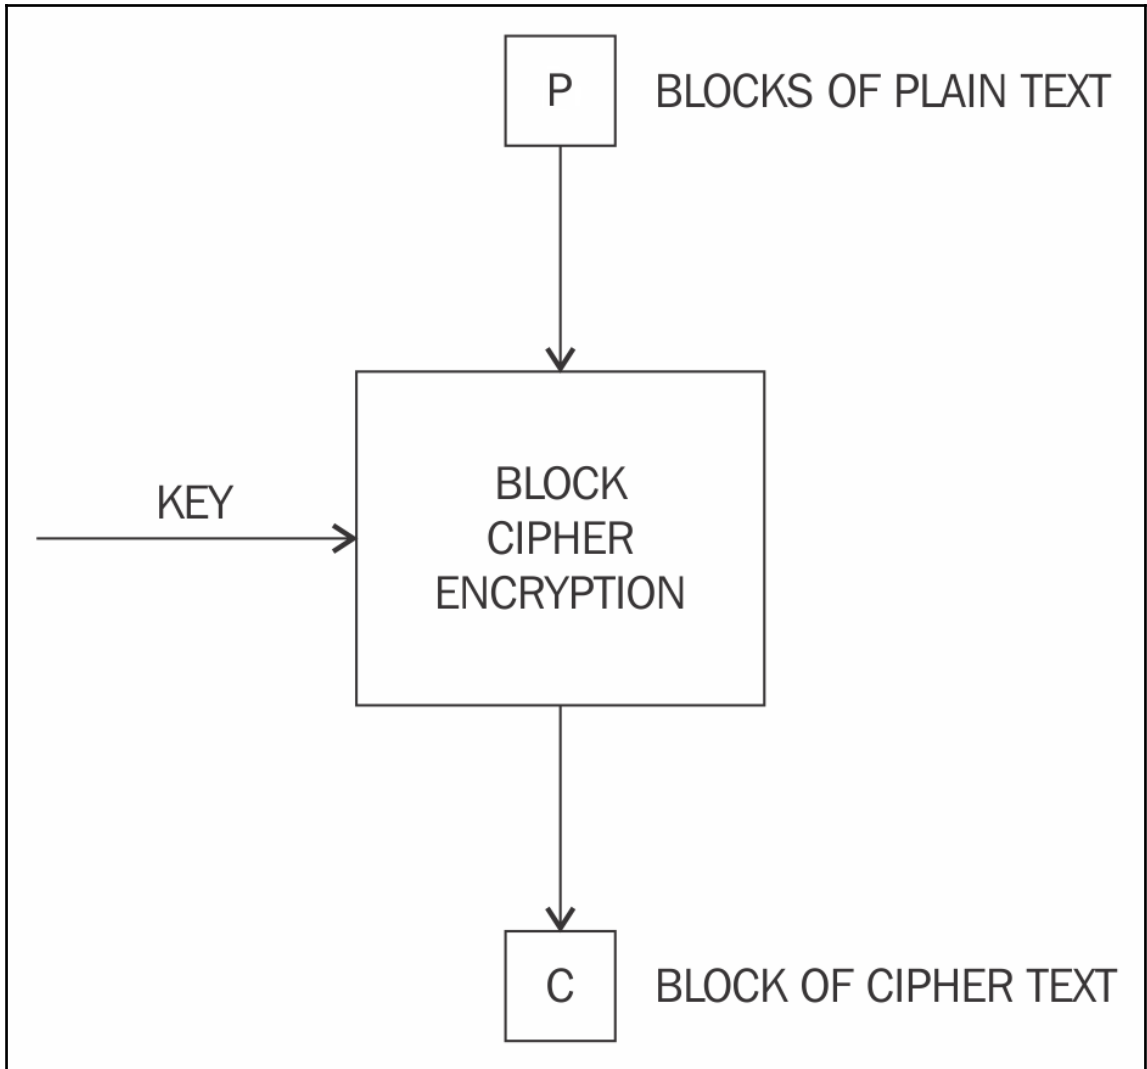 P
BLOCKS OF PLAIN TEXT
KEY
BLOCK
CIPHER
ENCRYPTION
C
BLOCK OF CIPHER TEXT